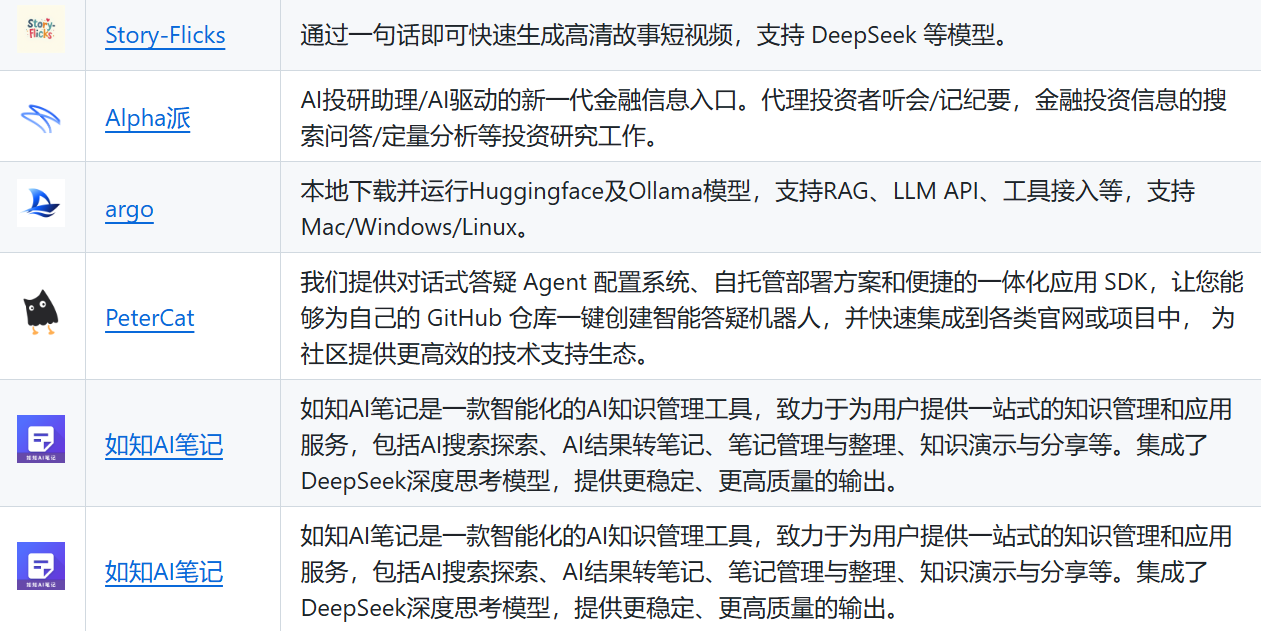 Story-Flicks
Story-Flicks
通过一句话即可快速生成高清故事短视频，支持 DeepSeek 等模型。
Alpha派
AI投研助理/AI驱动的新一代金融信息入口。代理投资者听会/记纪要，金融投资信息的搜
索问答/定量分析等投资研究工作。
argo
本地下载并运行Huggingface及Ollama模型，支持RAG、LLM API、工具接入等，支持
Mac/Windows/Linux。
PeterCat
我们提供对话式答疑 Agent 配置系统、自托管部署方案和便捷的一体化应用 SDK，让您能
够为自己的 GitHub 仓库一键创建智能答疑机器人，并快速集成到各类官网或项目中， 为
社区提供更高效的技术支持生态。
如知AI笔记
如知AI笔记
如知AI笔记是一款智能化的AI知识管理工具，致力于为用户提供一站式的知识管理和应用
服务，包括AI搜索探索、AI结果转笔记、笔记管理与整理、知识演示与分享等。集成了
DeepSeek深度思考模型，提供更稳定、更高质量的输出。
如知AI笔记
如知AI笔记
如知AI笔记是一款智能化的AI知识管理工具，致力于为用户提供一站式的知识管理和应用
服务，包括AI搜索探索、AI结果转笔记、笔记管理与整理、知识演示与分享等。集成了
DeepSeek深度思考模型，提供更稳定、更高质量的输出。